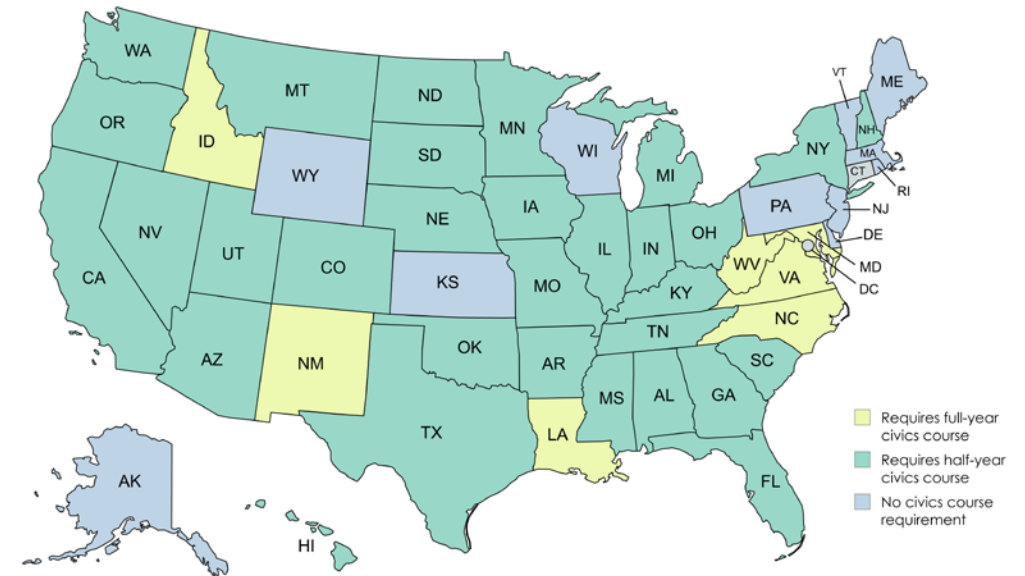 WA
MT
ND
MN
VT
ME
OR
ID
SD
WI
MI
NY
NH
MA
CT
RI
WY
NE
IA
PA
NJ
NV
UT
CO
IL
IN
OH
DE
MD
DC
CA
KS
MO
WV
VA
KY
NC
AZ
NM
OK
AR
TN
SC
MS
AL
GA
TX
LA
FL
AK
HI
Requires full-year
civics course
Requires half-year
civics course
No civics course
requirement